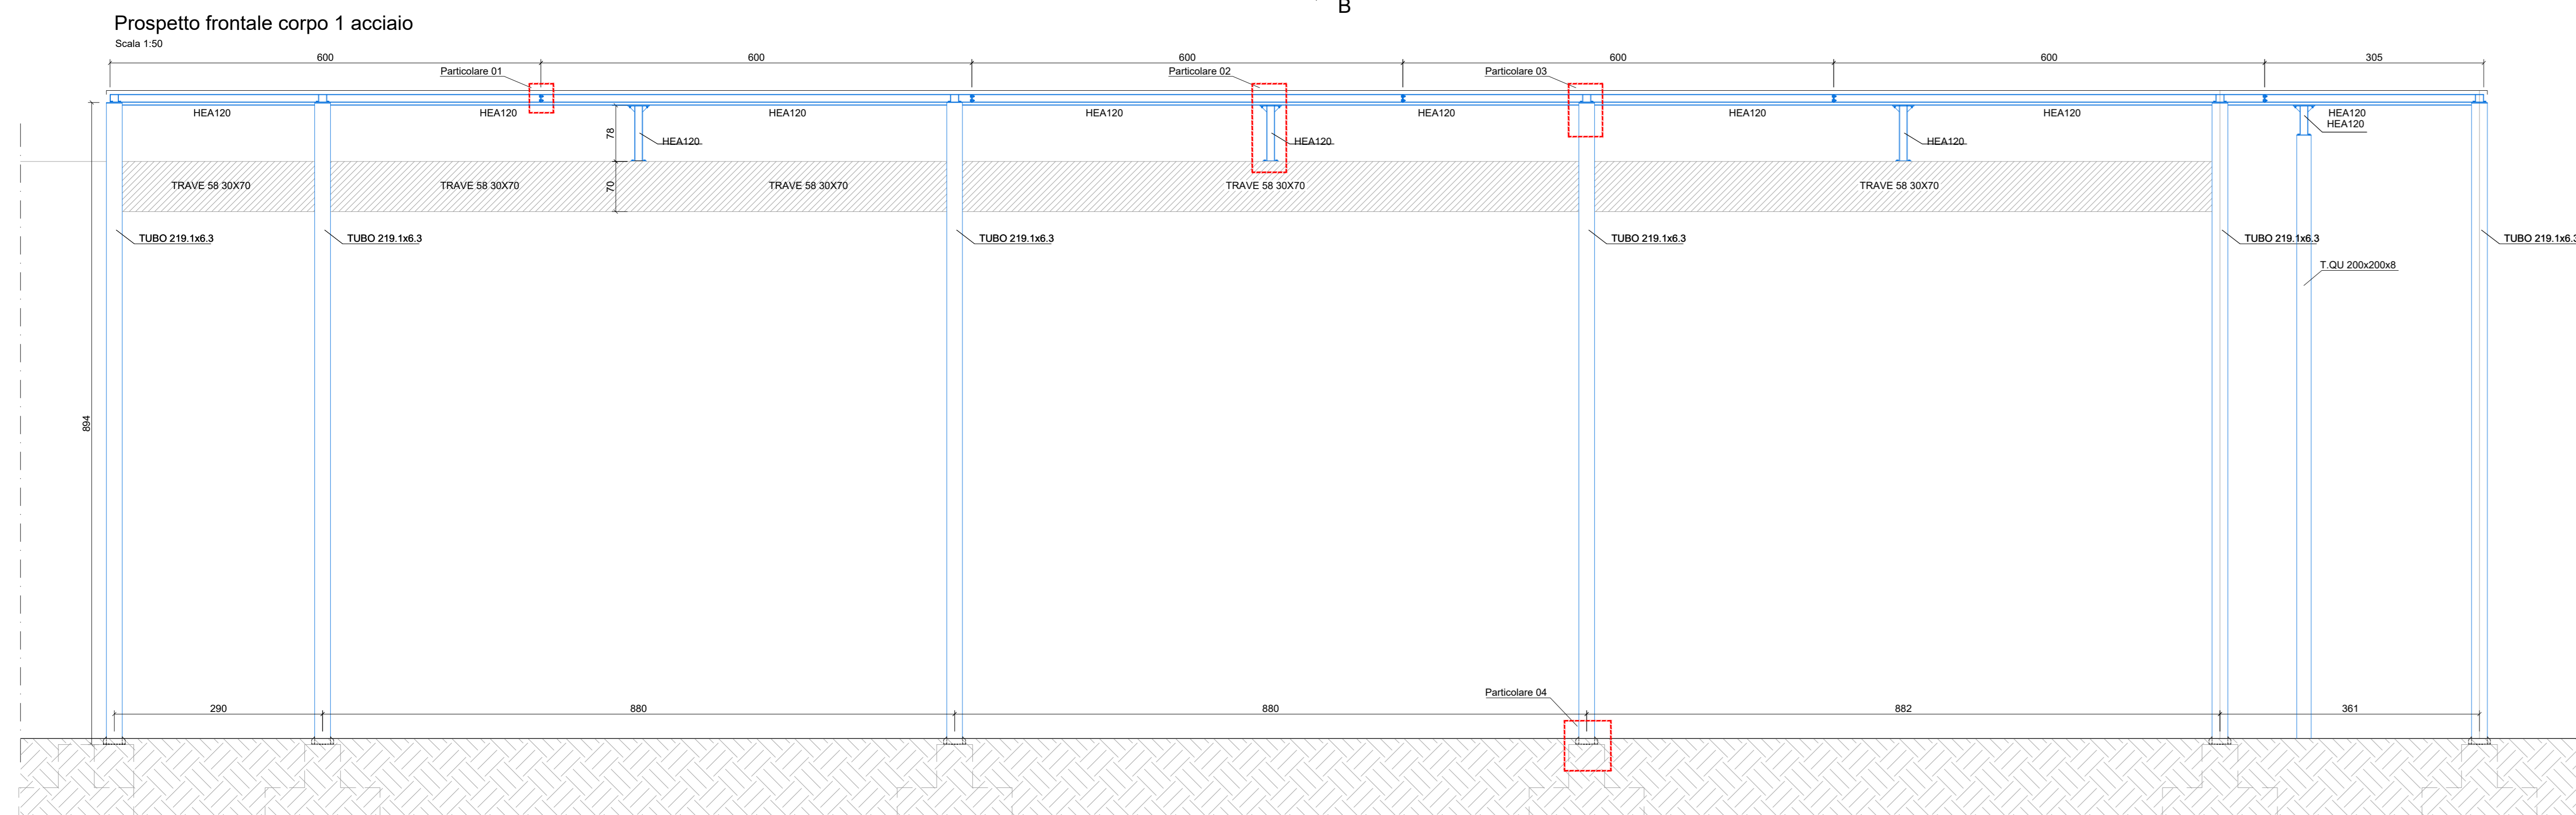 B
Prospetto frontale corpo 1 acciaio
Scala 1:50
600
600
600
600
600
305
Particolare 01
Particolare 02
Particolare 03
HEA120
HEA120
HEA120
HEA120
HEA120
HEA120
HEA120
HEA120
HEA120
78
HEA120
HEA120
HEA120
70
TRAVE 58 30X70
TRAVE 58 30X70
TRAVE 58 30X70
TRAVE 58 30X70
TRAVE 58 30X70
TUBO 219.1x6.3
TUBO 219.1x6.3
TUBO 219.1x6.3
TUBO 219.1x6.3
TUBO 219.1x6.3
TUBO 219.1x6.3
T.QU 200x200x8
894
Particolare 04
290
880
880
882
361